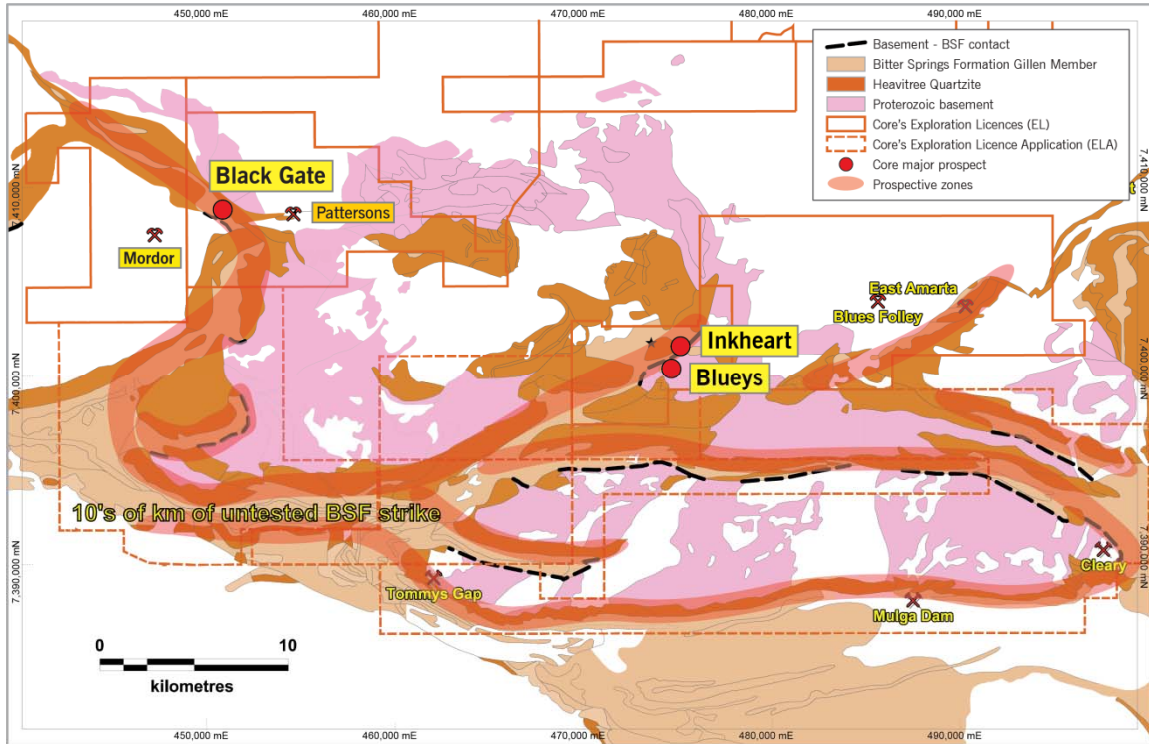 450,000 mE
460,000 mE
470,000 mE
480,000 mE
490,000 mE
Basement - BSF contact
Bitter Springs Formation Gillen Member
Heavitree Quartzite
Proterozoic basement
Core's Exploration Licences (EL)
Core's Exploration Licence Application (ELA)
Core major prospect
Prospective zones
7,410,000 mN
7,410,000 mN
Black Gate
Pattersons
Mordor
t
East Amarta
Blues Folley
Inkheart
Blueys
7,400,000 mN
7,400,000 mN
10's of km of untested BSF strike
7,390,000 mN
7,390,000 mN
Tommys Gap
Cleary
Mulga Dam
0
10
kilometres
450,000 mE
460,000 mE
470,000 mE
480,000 mE
490,000 mE